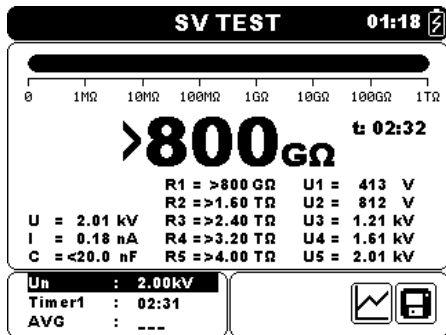 SV TEST 01:18
0 1MΩ 10MΩ 100MΩ 1GΩ 10GΩ 100GΩ 1TΩ
>800GΩ t: 02:32
R1 = >800 GΩ U1 = 413 V
R2 =>1.60 TΩ U2 = 812 V
U = 2.01 kV R3 =>2.40 TΩ U3 = 1.21 kV
I = 0.18 nA R4 =>3.20 TΩ U4 = 1.61 kV
C =<20.0 nF R5 =>4.00 TΩ U5 = 2.01 kV
Un : 2.00kV
Timer1 : 02:31
AVG : ---